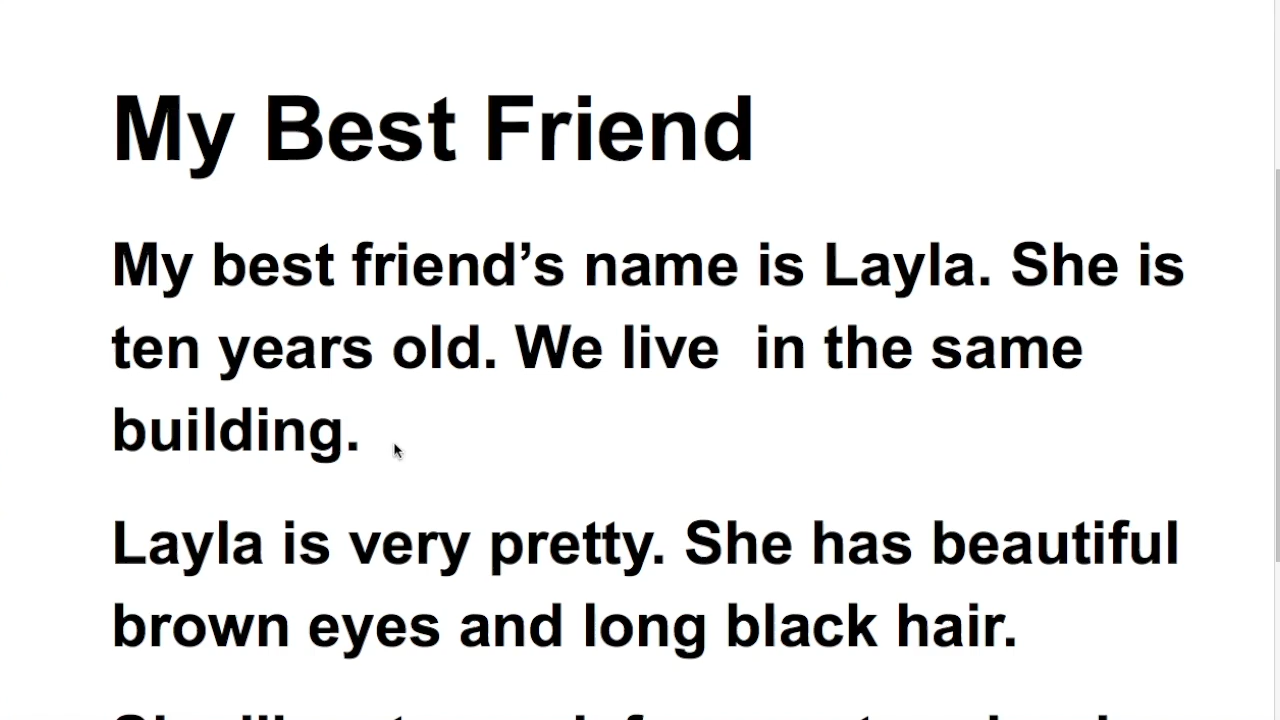 My Best Friend
My best friend’s name is Layla. She is
ten years old. We live  in the same
building.
Layla is very pretty. She has beautiful
brown eyes and long black hair.